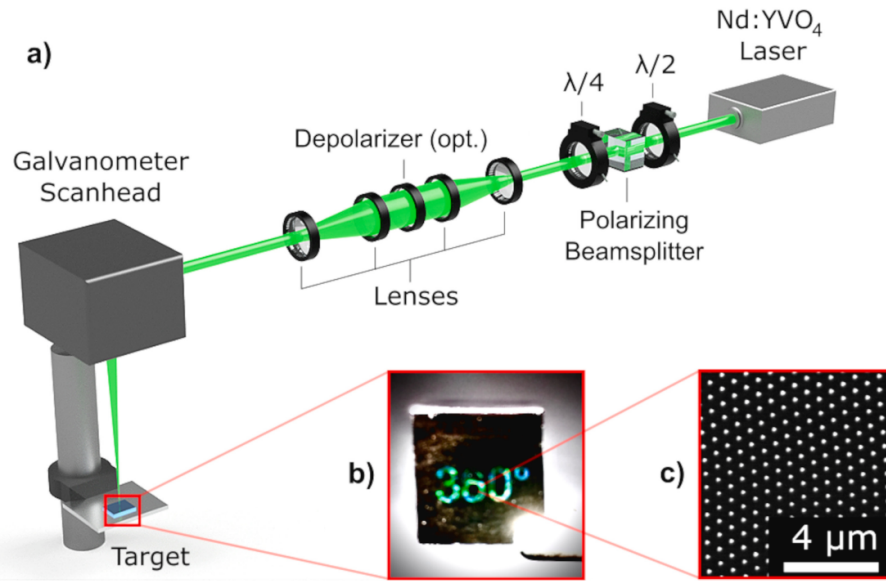 a)
Nd:YVO₄
Laser
λ/2
λ/4
Depolarizer (opt.)
Galvanometer
Scanhead
Polarizing
Beamsplitter
Lenses
b)
360°
c)
4 μm
Target